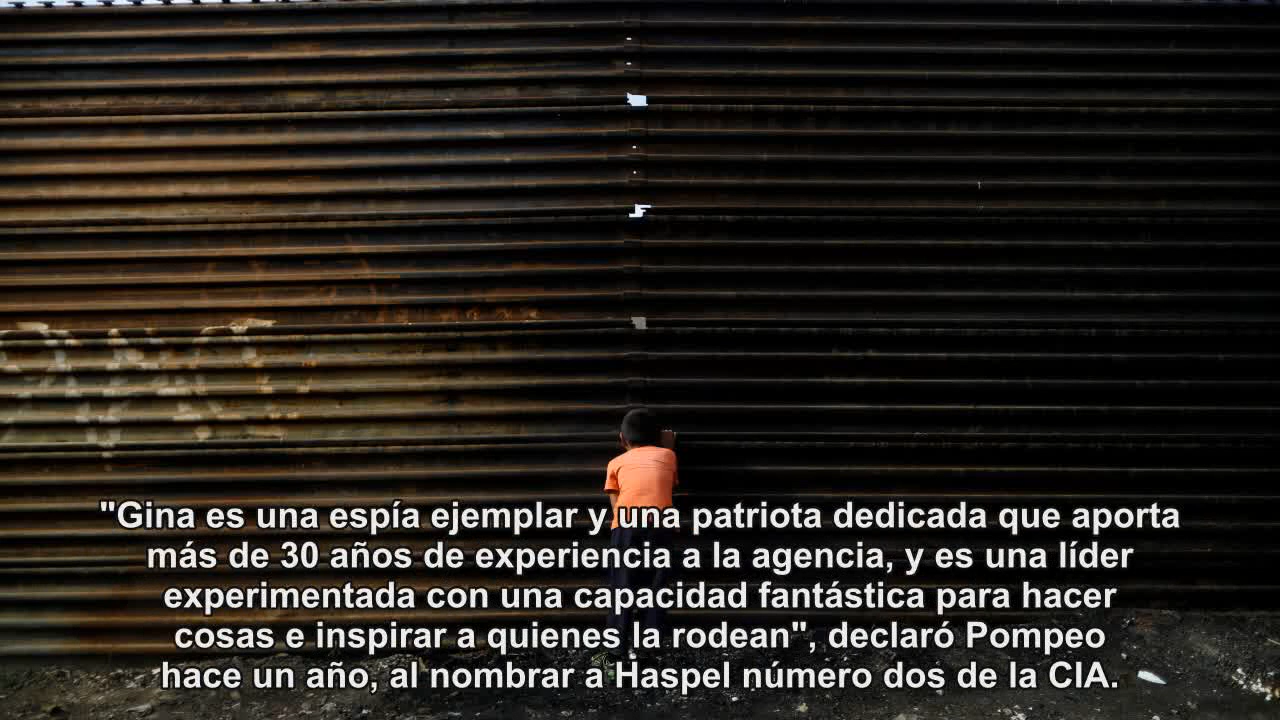 "Gina es una espía ejemplar y una patriota dedicada que aporta
más de 30 años de experiencia a la agencia, y es una líder
experimentada con una capacidad fantástica para hacer
cosas e inspirar a quienes la rodean", declaró Pompeo
hace un año, al nombrar a Haspel número dos de la CIA.